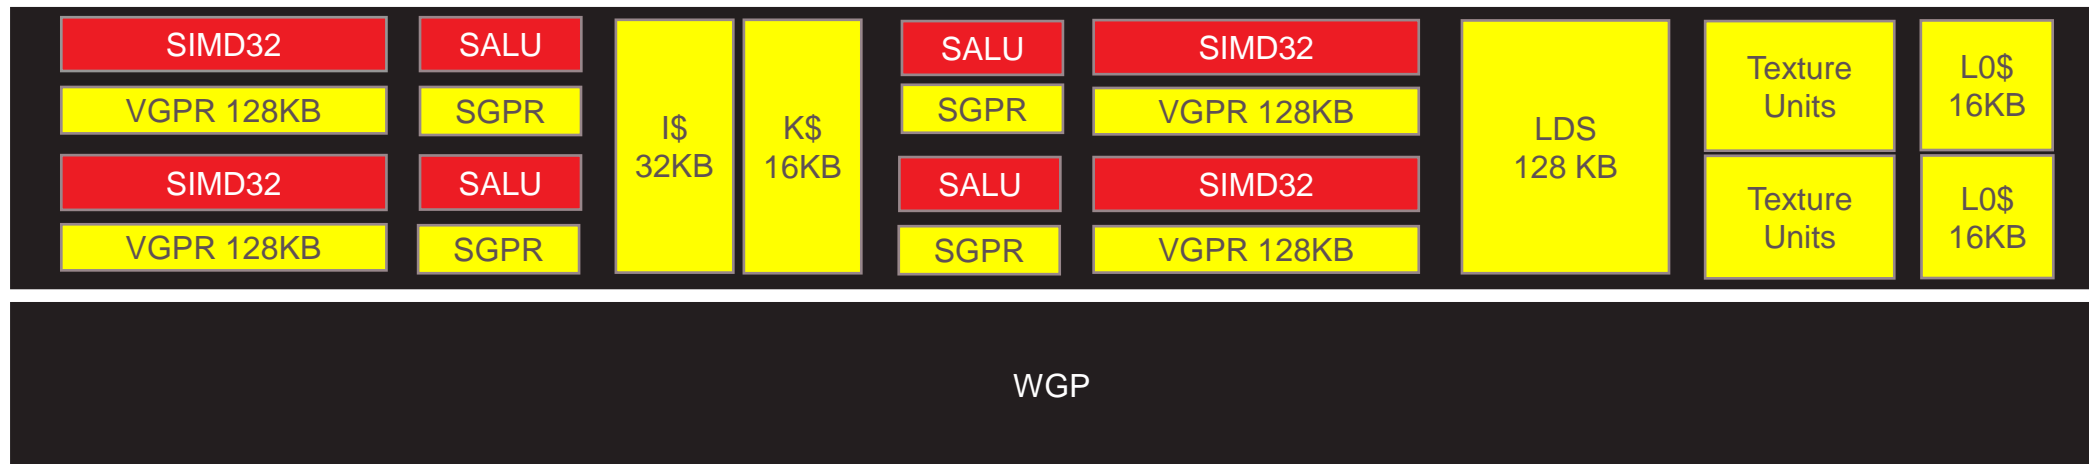 SIMD32
SALU
VGPR 128KB
SGPR
SIMD32
SALU
VGPR 128KB
SGPR
I$
32KB
K$
16KB
SALU
SIMD32
SGPR
VGPR 128KB
SALU
SIMD32
SGPR
VGPR 128KB
LDS
128 KB
Texture
Units
L0$
16KB
Texture
Units
L0$
16KB
WGP